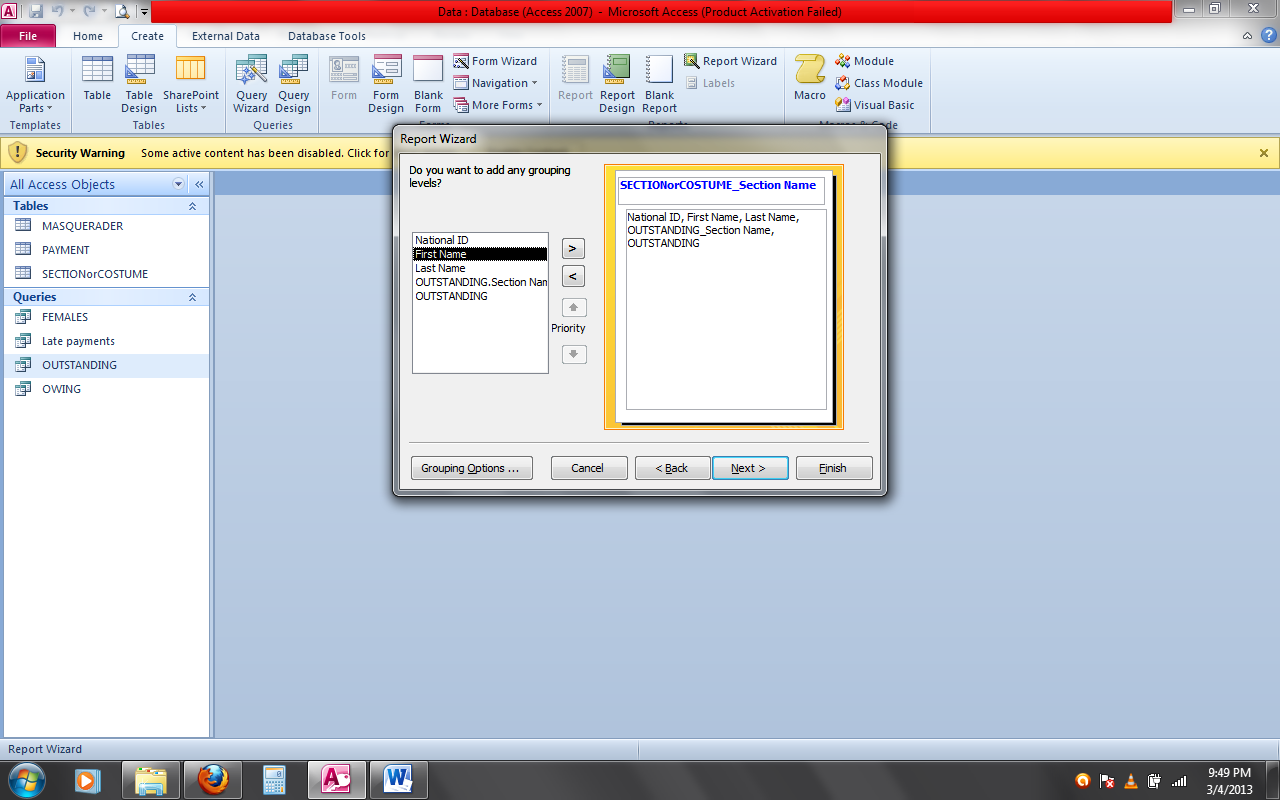 Data : Database (Access 2007) - Microsoft Access (Product Activation Failed)
File Home Create External Data Database Tools
Application Parts Table Table Design SharePoint Lists Query Wizard Query Design Form Form Design Blank Form Form Wizard Navigation More Forms Report Report Design Blank Report Report Wizard Labels Macro Module Class Module Visual Basic
Templates Tables Queries
Security Warning Some active content has been disabled. Click for
All Access Objects «
Tables
MASQUERADER
PAYMENT
SECTIONorCOSTUME
Queries
FEMALES
Late payments
OUTSTANDING
OWING
Report Wizard
Do you want to add any grouping
levels?
National ID
First Name
Last Name
OUTSTANDING.Section Nam
OUTSTANDING
>
<
Priority
SECTIONorCOSTUME_Section Name
National ID, First Name, Last Name,
OUTSTANDING_Section Name,
OUTSTANDING
Grouping Options ... Cancel < Back Next > Finish
Report Wizard
9:49 PM
3/4/2013